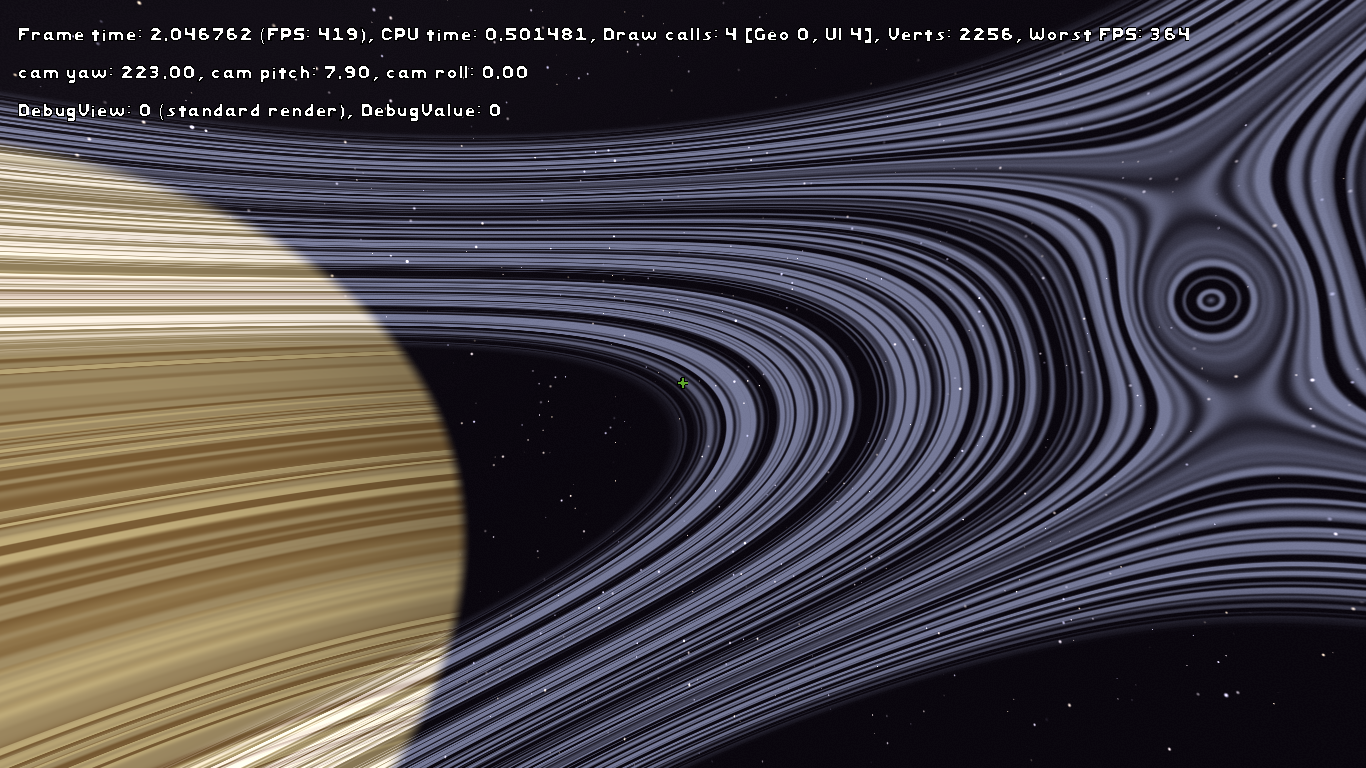 Frame time: 2.046762 (FPS: 419), CPU time: 0.501481, Draw calls: 4 [Geo 0, UI 4], Verts: 2256, Worst FPS: 364
cam yaw: 223.00, cam pitch: 7.90, cam roll: 0.00
DebugView: 0 (standard render), DebugValue: 0